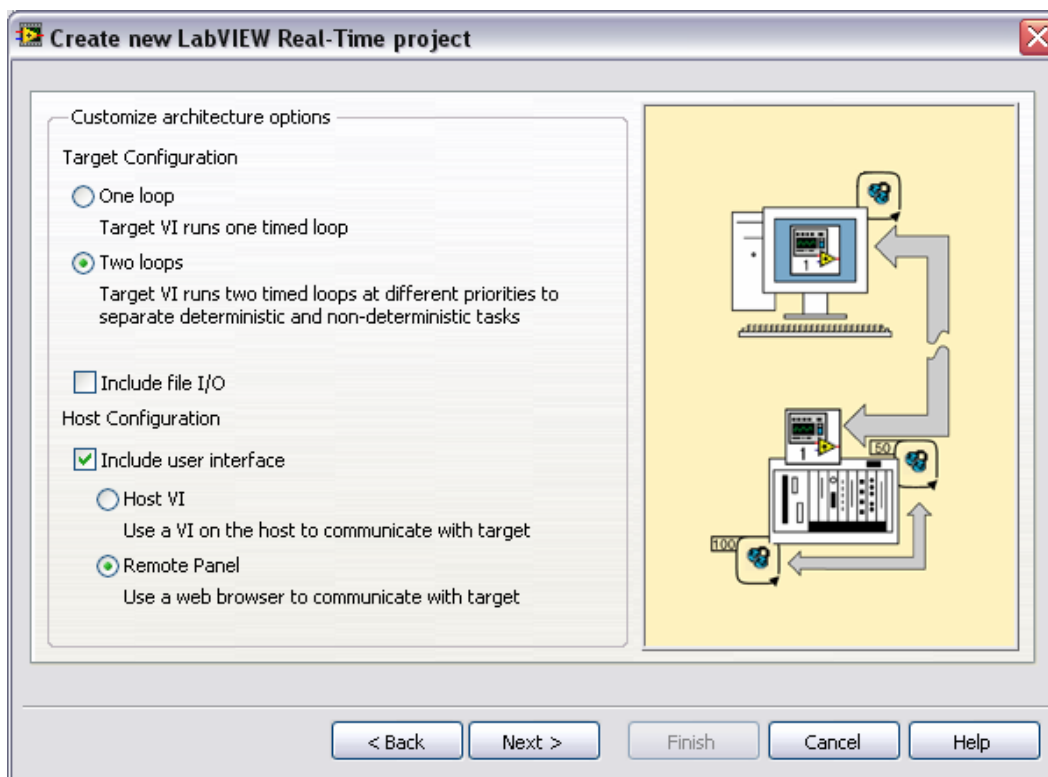 Create new LabVIEW Real-Time project
Customize architecture options
Target Configuration
One loop
Target VI runs one timed loop
Two loops
Target VI runs two timed loops at different priorities to
separate deterministic and non-deterministic tasks
Include file I/O
Host Configuration
Include user interface
Host VI
Use a VI on the host to communicate with target
Remote Panel
Use a web browser to communicate with target
1
1
50
100
< Back
Next >
Finish
Cancel
Help